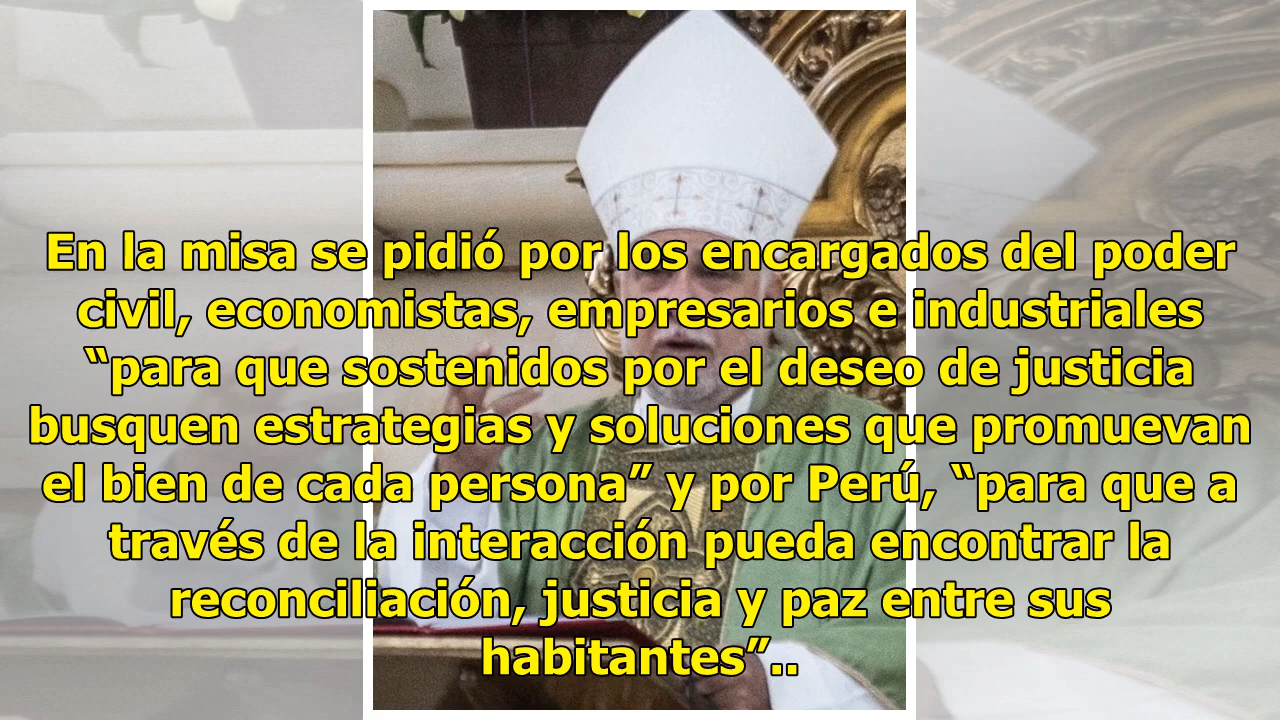 En la misa se pidió por los encargados del poder
civil, economistas, empresarios e industriales
“para que sostenidos por el deseo de justicia
busquen estrategias y soluciones que promuevan
el bien de cada persona” y por Perú, “para que a
través de la interacción pueda encontrar la
reconciliación, justicia y paz entre sus
habitantes”..